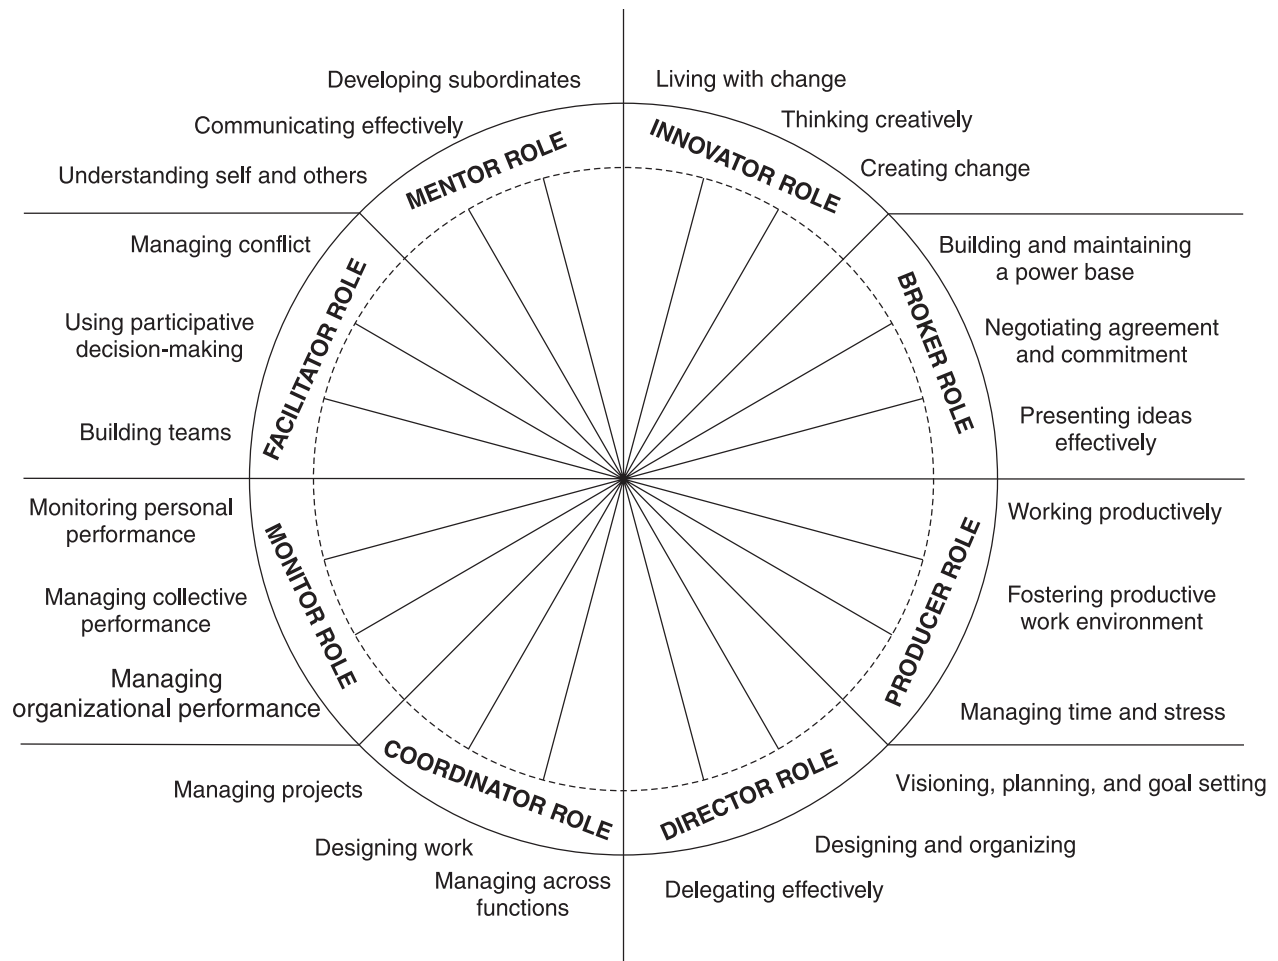 Developing subordinates
Living with change
Communicating effectively
Thinking creatively
Understanding self and others
Creating change
MENTOR ROLE
INNOVATOR ROLE
Managing conflict
Using participative
decision-making
Building teams
FACILITATOR ROLE
BROKER ROLE
Building and maintaining
a power base
Negotiating agreement
and commitment
Presenting ideas
effectively
Monitoring personal
performance
Managing collective
performance
Managing
organizational performance
MONITOR ROLE
PRODUCER ROLE
Working productively
Fostering productive
work environment
Managing time and stress
COORDINATOR ROLE
DIRECTOR ROLE
Managing projects
Designing work
Managing across
functions
Visioning, planning, and goal setting
Designing and organizing
Delegating effectively